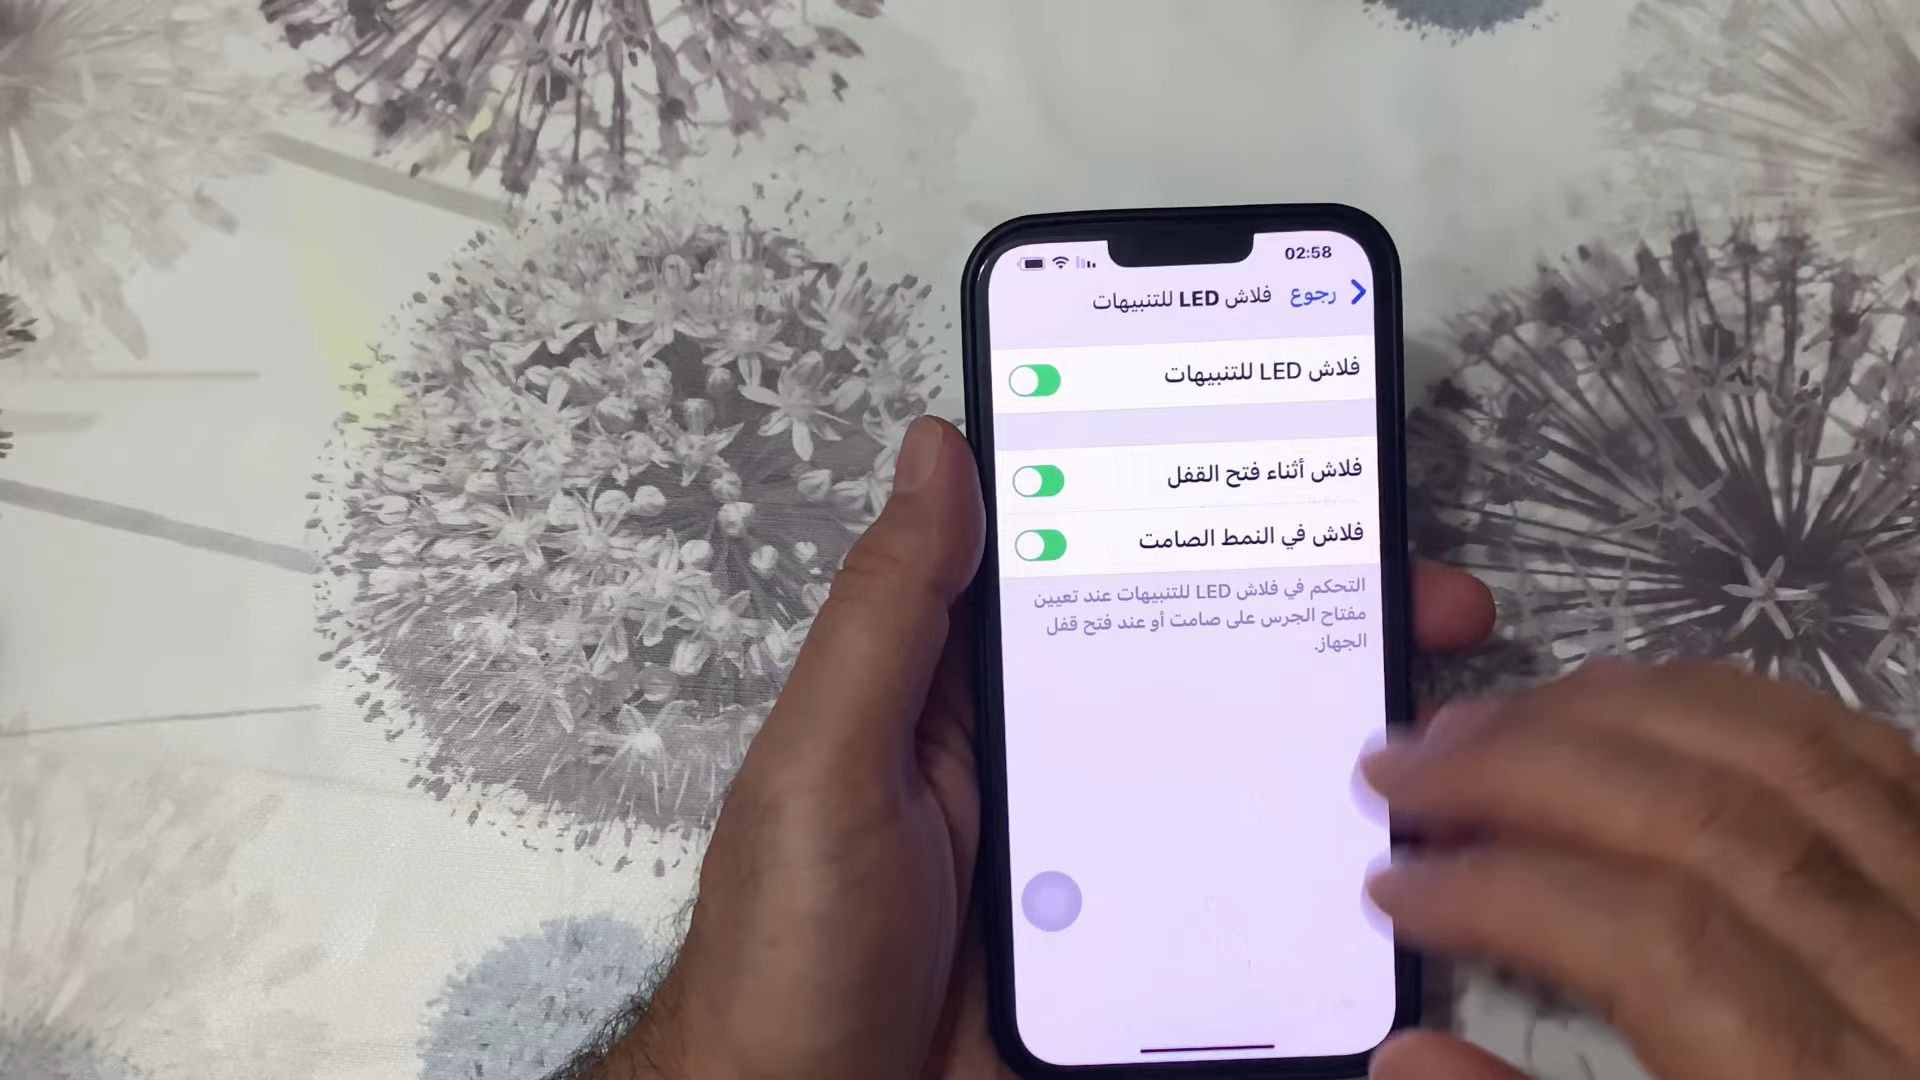 02:58
رجوع فلاش LED للتنبيهات
فلاش LED للتنبيهات
فلاش أثناء فتح القفل
فلاش في النمط الصامت
التحكم في فلاش LED للتنبيهات عند تعيين
مفتاح الجرس على صامت أو عند فتح قفل
الجهاز.